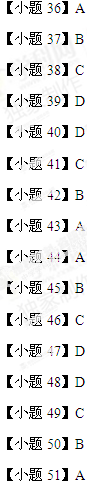 【小题 36】A
【小题 37】B
【小题 38】C
【小题 39】D
【小题 40】D
【小题 41】C
【小题 42】B
【小题 43】A
【小题 44】A
【小题 45】B
【小题 46】C
【小题 47】D
【小题 48】D
【小题 49】C
【小题 50】B
【小题 51】A